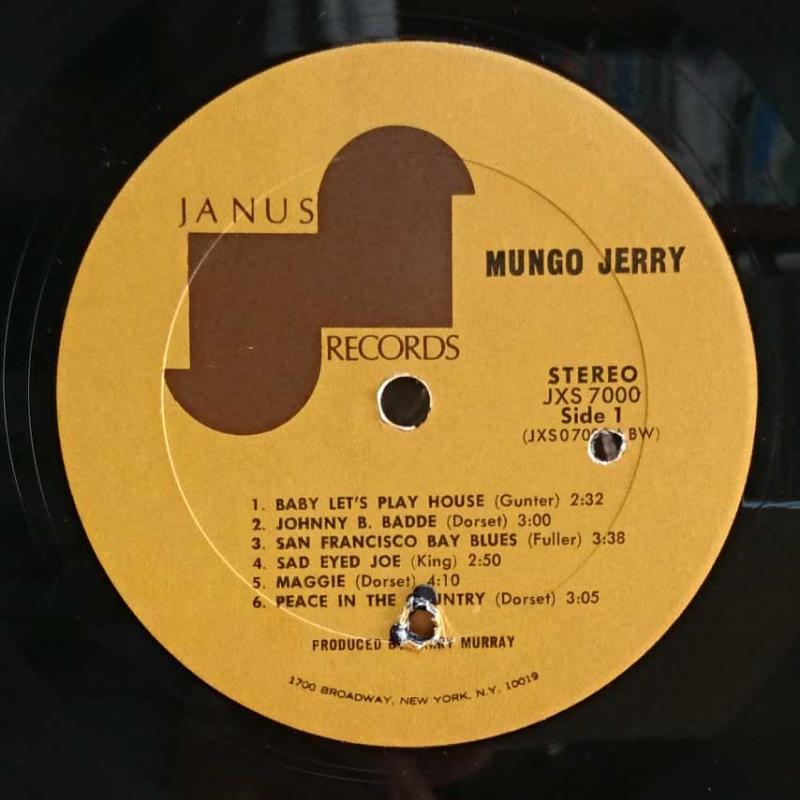 JANUS
RECORDS
MUNGO JERRY
STEREO
JXS 7000
Side 1
BW)
1. BABY LET'S PLAY HOUSE (Gunter) 2:32
2. JOHNNY B. BADDE (Dorset) 3:00
3. SAN FRANCISCO BAY BLUES (Fuller) 3:38
4. SAD EYED JOE (King) 2:50
5. MAGGIE (Dorset) 4:10
6. PEACE IN THE (Dorset) 3:05
PRODUCED MURRAY
1700 BROADWAY, NEW YORK, N.Y. 10019